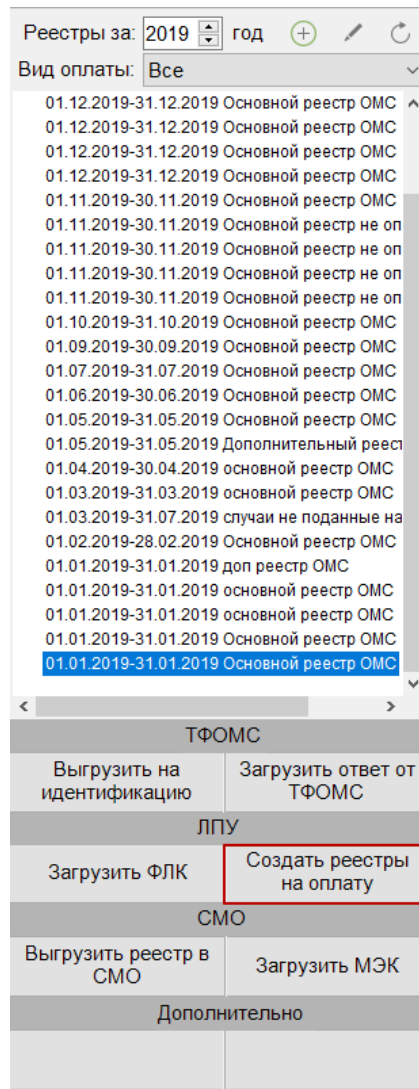 Реестры за: 2019 год
Вид оплаты: Все
01.12.2019-31.12.2019 Основной реестр ОМС
01.12.2019-31.12.2019 Основной реестр ОМС
01.12.2019-31.12.2019 Основной реестр ОМС
01.12.2019-31.12.2019 Основной реестр ОМС
01.11.2019-30.11.2019 Основной реестр ОМС
01.11.2019-30.11.2019 Основной реестр не оп
01.11.2019-30.11.2019 Основной реестр не оп
01.11.2019-30.11.2019 Основной реестр не оп
01.11.2019-30.11.2019 Основной реестр не оп
01.10.2019-31.10.2019 Основной реестр ОМС
01.09.2019-30.09.2019 Основной реестр ОМС
01.07.2019-31.07.2019 Основной реестр ОМС
01.06.2019-30.06.2019 Основной реестр ОМС
01.05.2019-31.05.2019 Основной реестр ОМС
01.05.2019-31.05.2019 Дополнительный реест
01.04.2019-30.04.2019 основной реестр ОМС
01.03.2019-31.03.2019 основной реестр ОМС
01.03.2019-31.07.2019 случаи не поданные на
01.02.2019-28.02.2019 Основной реестр ОМС
01.01.2019-31.01.2019 доп реестр ОМС
01.01.2019-31.01.2019 основной реестр ОМС
01.01.2019-31.01.2019 основной реестр ОМС
01.01.2019-31.01.2019 Основной реестр ОМС
01.01.2019-31.01.2019 Основной реестр ОМС
ТФОМС
Выгрузить на
идентификацию
Загрузить ответ от
ТФОМС
ЛПУ
Загрузить ФЛК
Создать реестры
на оплату
СМО
Выгрузить реестр в
СМО
Загрузить МЭК
Дополнительно